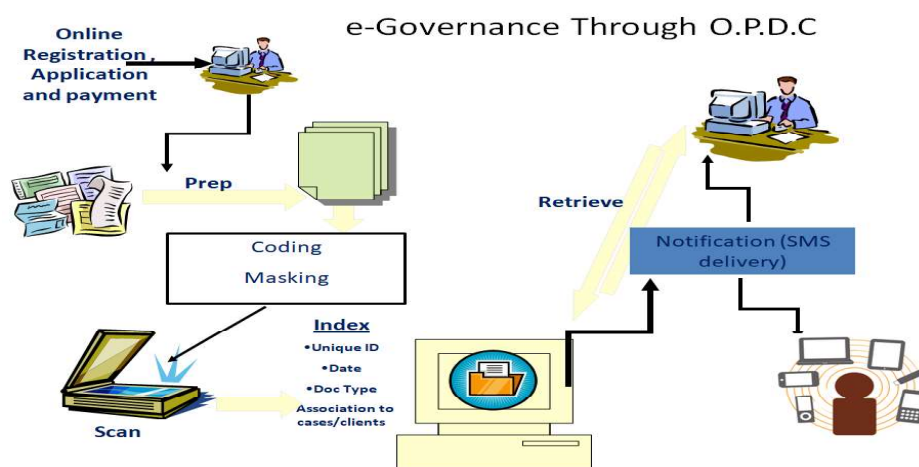 e-Governance Through O.P.D.C
Online
Registration ,
Application
and payment
Prep
Coding
Masking
Scan
Index
•Unique ID
•Date
•Doc Type
Association to
cases/clients
Retrieve
Notification (SMS
delivery)